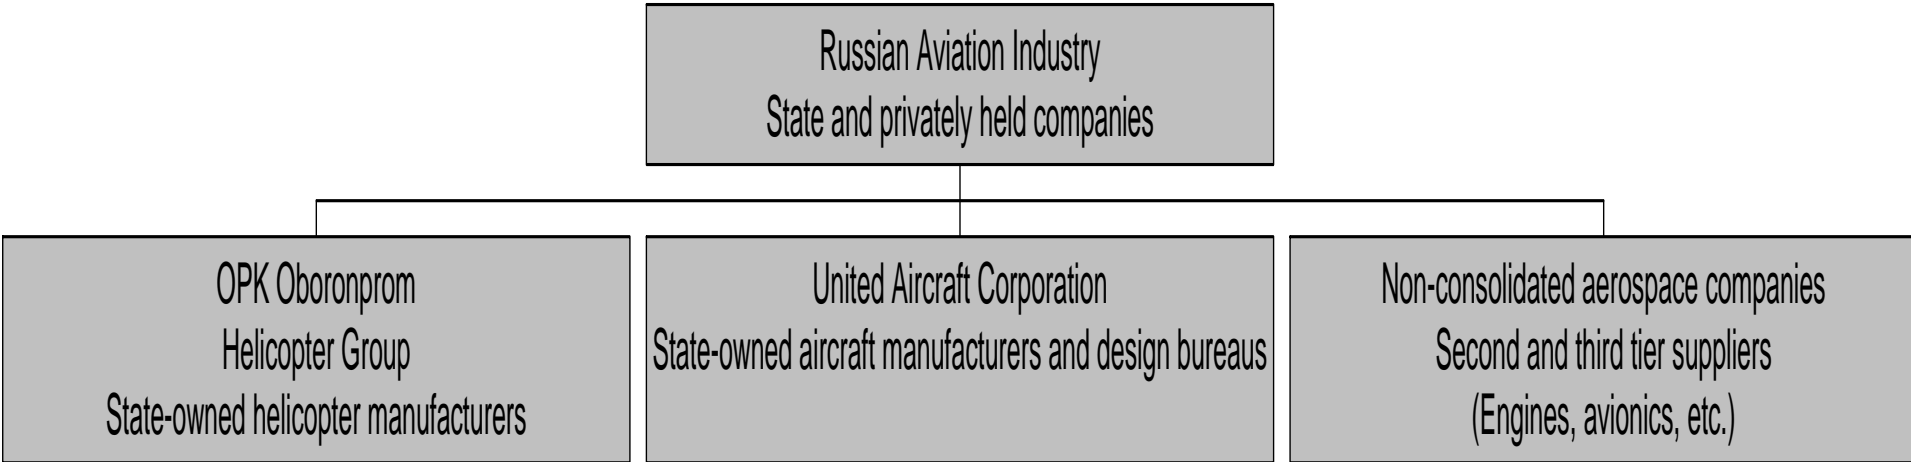 Russian Aviation Industry
State and privately held companies
OPK Oboronprom
Helicopter Group
State-owned helicopter manufacturers
United Aircraft Corporation
State-owned aircraft manufacturers and design bureaus
Non-consolidated aerospace companies
Second and third tier suppliers
(Engines, avionics, etc.)